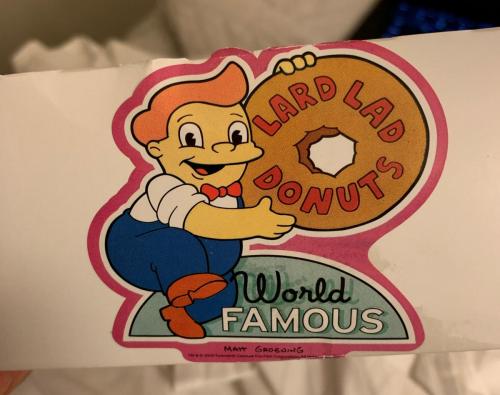 LARD LAD
DONUTS
World
FAMOUS
MATT GROENING